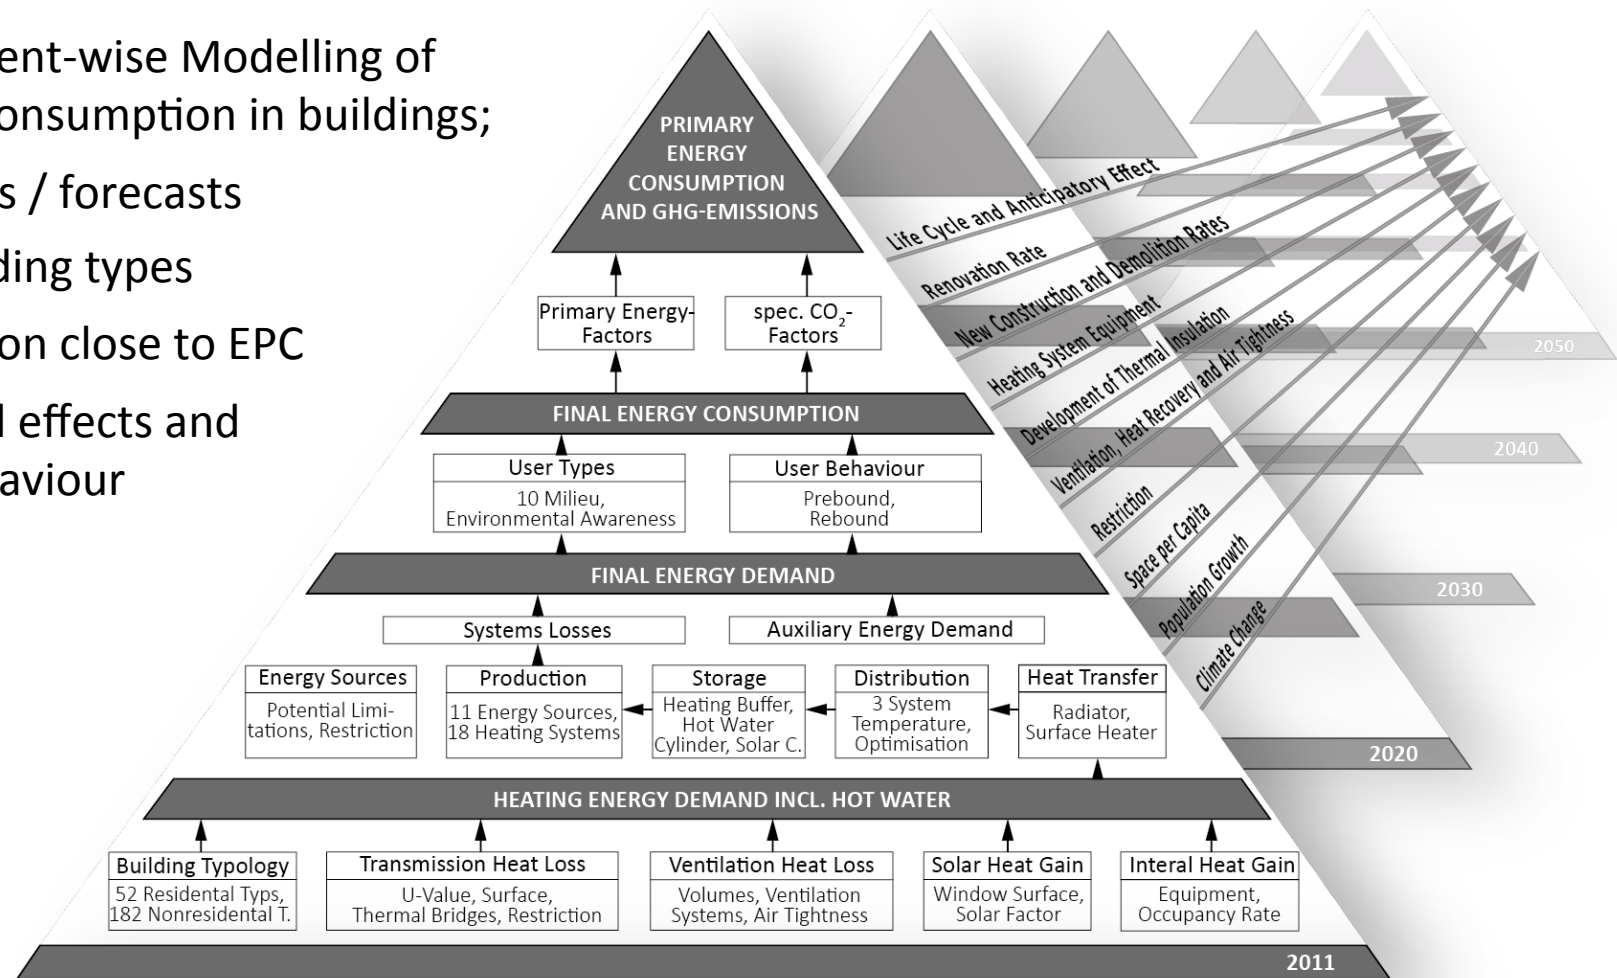 ent-wise Modelling of
onsumption in buildings;
s / forecasts
ding types
on close to EPC
l effects and
aviour
PRIMARY
ENERGY
CONSUMPTION
AND GHG-EMISSIONS
Primary Energy-
Factors
spec. CO₂-
Factors
FINAL ENERGY CONSUMPTION
User Types
10 Milieu,
Environmental Awareness
User Behaviour
Prebound,
Rebound
FINAL ENERGY DEMAND
Systems Losses
Auxiliary Energy Demand
Energy Sources
Potential Limi-
tations, Restriction
Production
11 Energy Sources,
18 Heating Systems
Storage
Heating Buffer,
Hot Water
Cylinder, Solar C.
Distribution
3 System
Temperature,
Optimisation
Heat Transfer
Radiator,
Surface Heater
HEATING ENERGY DEMAND INCL. HOT WATER
Building Typology
52 Residental Typs,
182 Nonresidental T.
Transmission Heat Loss
U-Value, Surface,
Thermal Bridges, Restriction
Ventilation Heat Loss
Volumes, Ventilation
Systems, Air Tightness
Solar Heat Gain
Window Surface,
Solar Factor
Interal Heat Gain
Equipment,
Occupancy Rate
2011
Life Cycle and Anticipatory Effect
Renovation Rate
New Construction and Demolition Rates
Heating System Equipment
Development of Thermal Insulation
Ventilation, Heat Recovery and Air Tightness
Restriction
Space per Capita
Population Growth
Climate Change
2050
2040
2030
2020